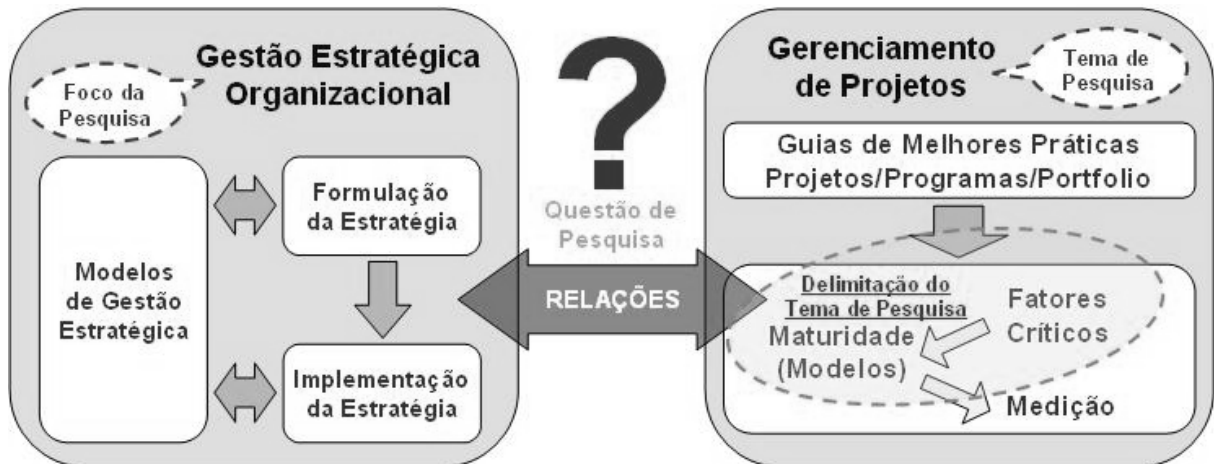 Gestão Estratégica
Organizacional
Foco da
Pesquisa
Modelos
de Gestão
Estratégica
Formulação
da Estratégia
Implementação
da Estratégia
?
Questão de
Pesquisa
RELAÇÕES
Gerenciamento
de Projetos
Tema de
Pesquisa
Guias de Melhores Práticas
Projetos/Programas/Portfolio
Delimitação do
Tema de Pesquisa
Maturidade
(Modelos)
Fatores
Críticos
Medição